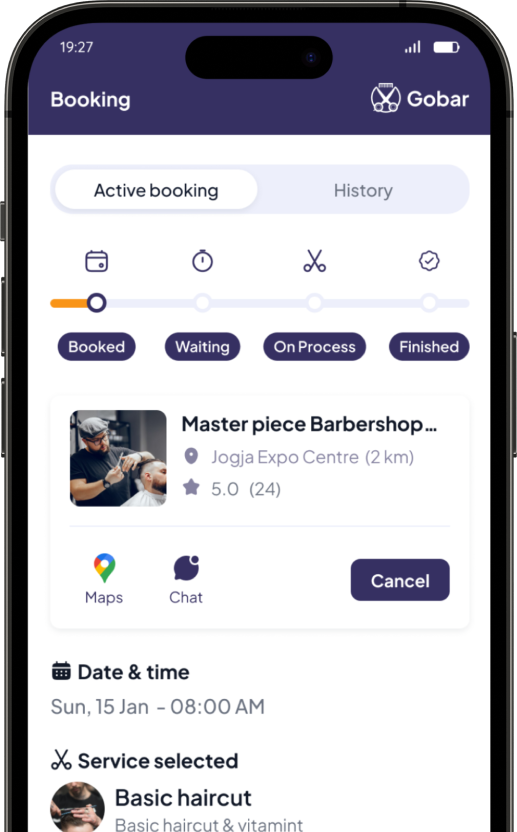 19:27
Booking
Gobar
Active booking
History
Booked
Waiting
On Process
Finished
Master piece Barbershop...
Jogja Expo Centre (2 km)
5.0 (24)
Maps
Chat
Cancel
Date & time
Sun, 15 Jan - 08:00 AM
Service selected
Basic haircut
Basic haircut & vitamint